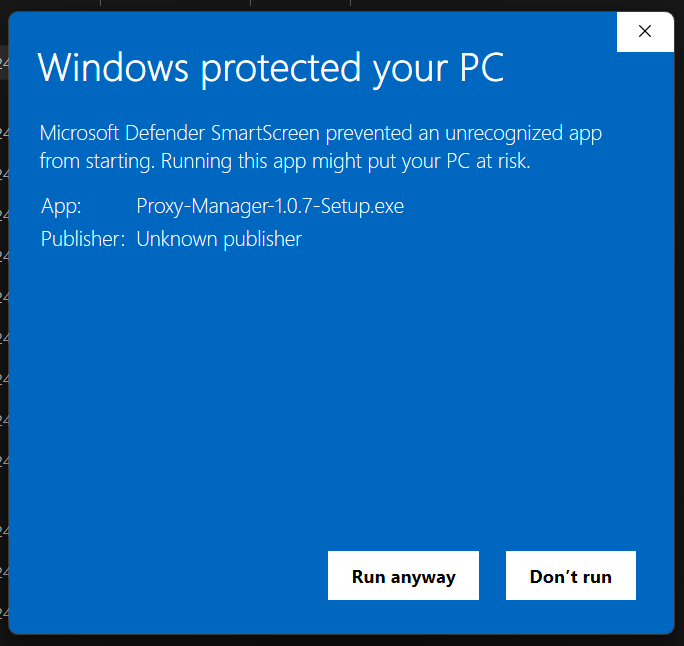 Windows protected your PC
Microsoft Defender SmartScreen prevented an unrecognized app
from starting. Running this app might put your PC at risk.
App: Proxy-Manager-1.0.7-Setup.exe
Publisher: Unknown publisher
Run anyway Don’t run